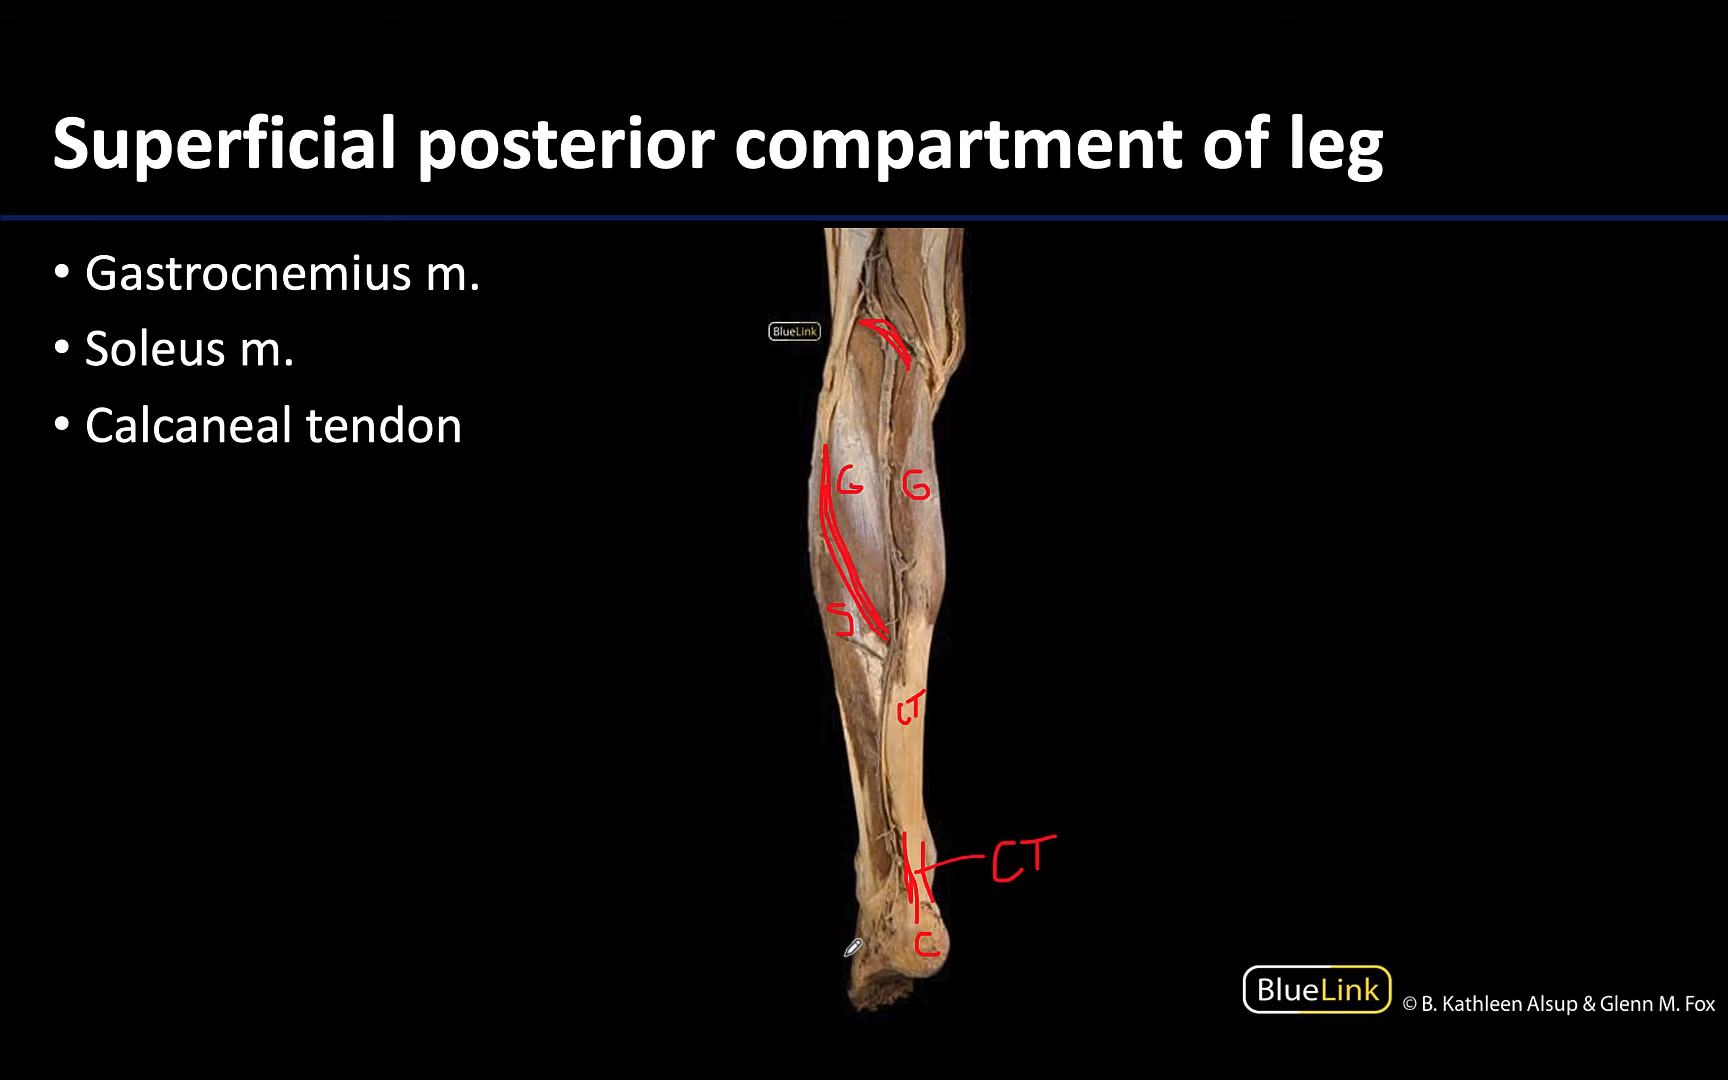 Superficial posterior compartment of leg
• Gastrocnemius m.
• Soleus m.
• Calcaneal tendon
BlueLink
G G
S
CT
CT
C
BlueLink © B. Kathleen Alsup & Glenn M. Fox